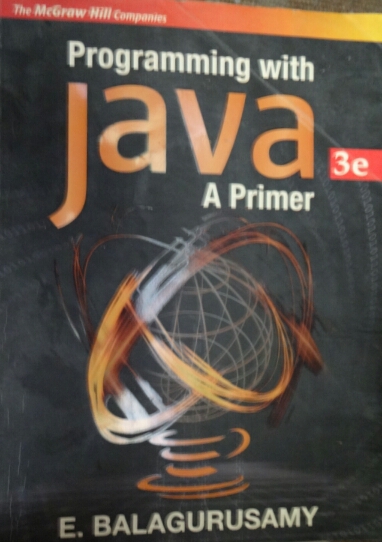 The McGraw Hill Companies
Programming with
Java
3e
A Primer
E. BALAGURUSAMY